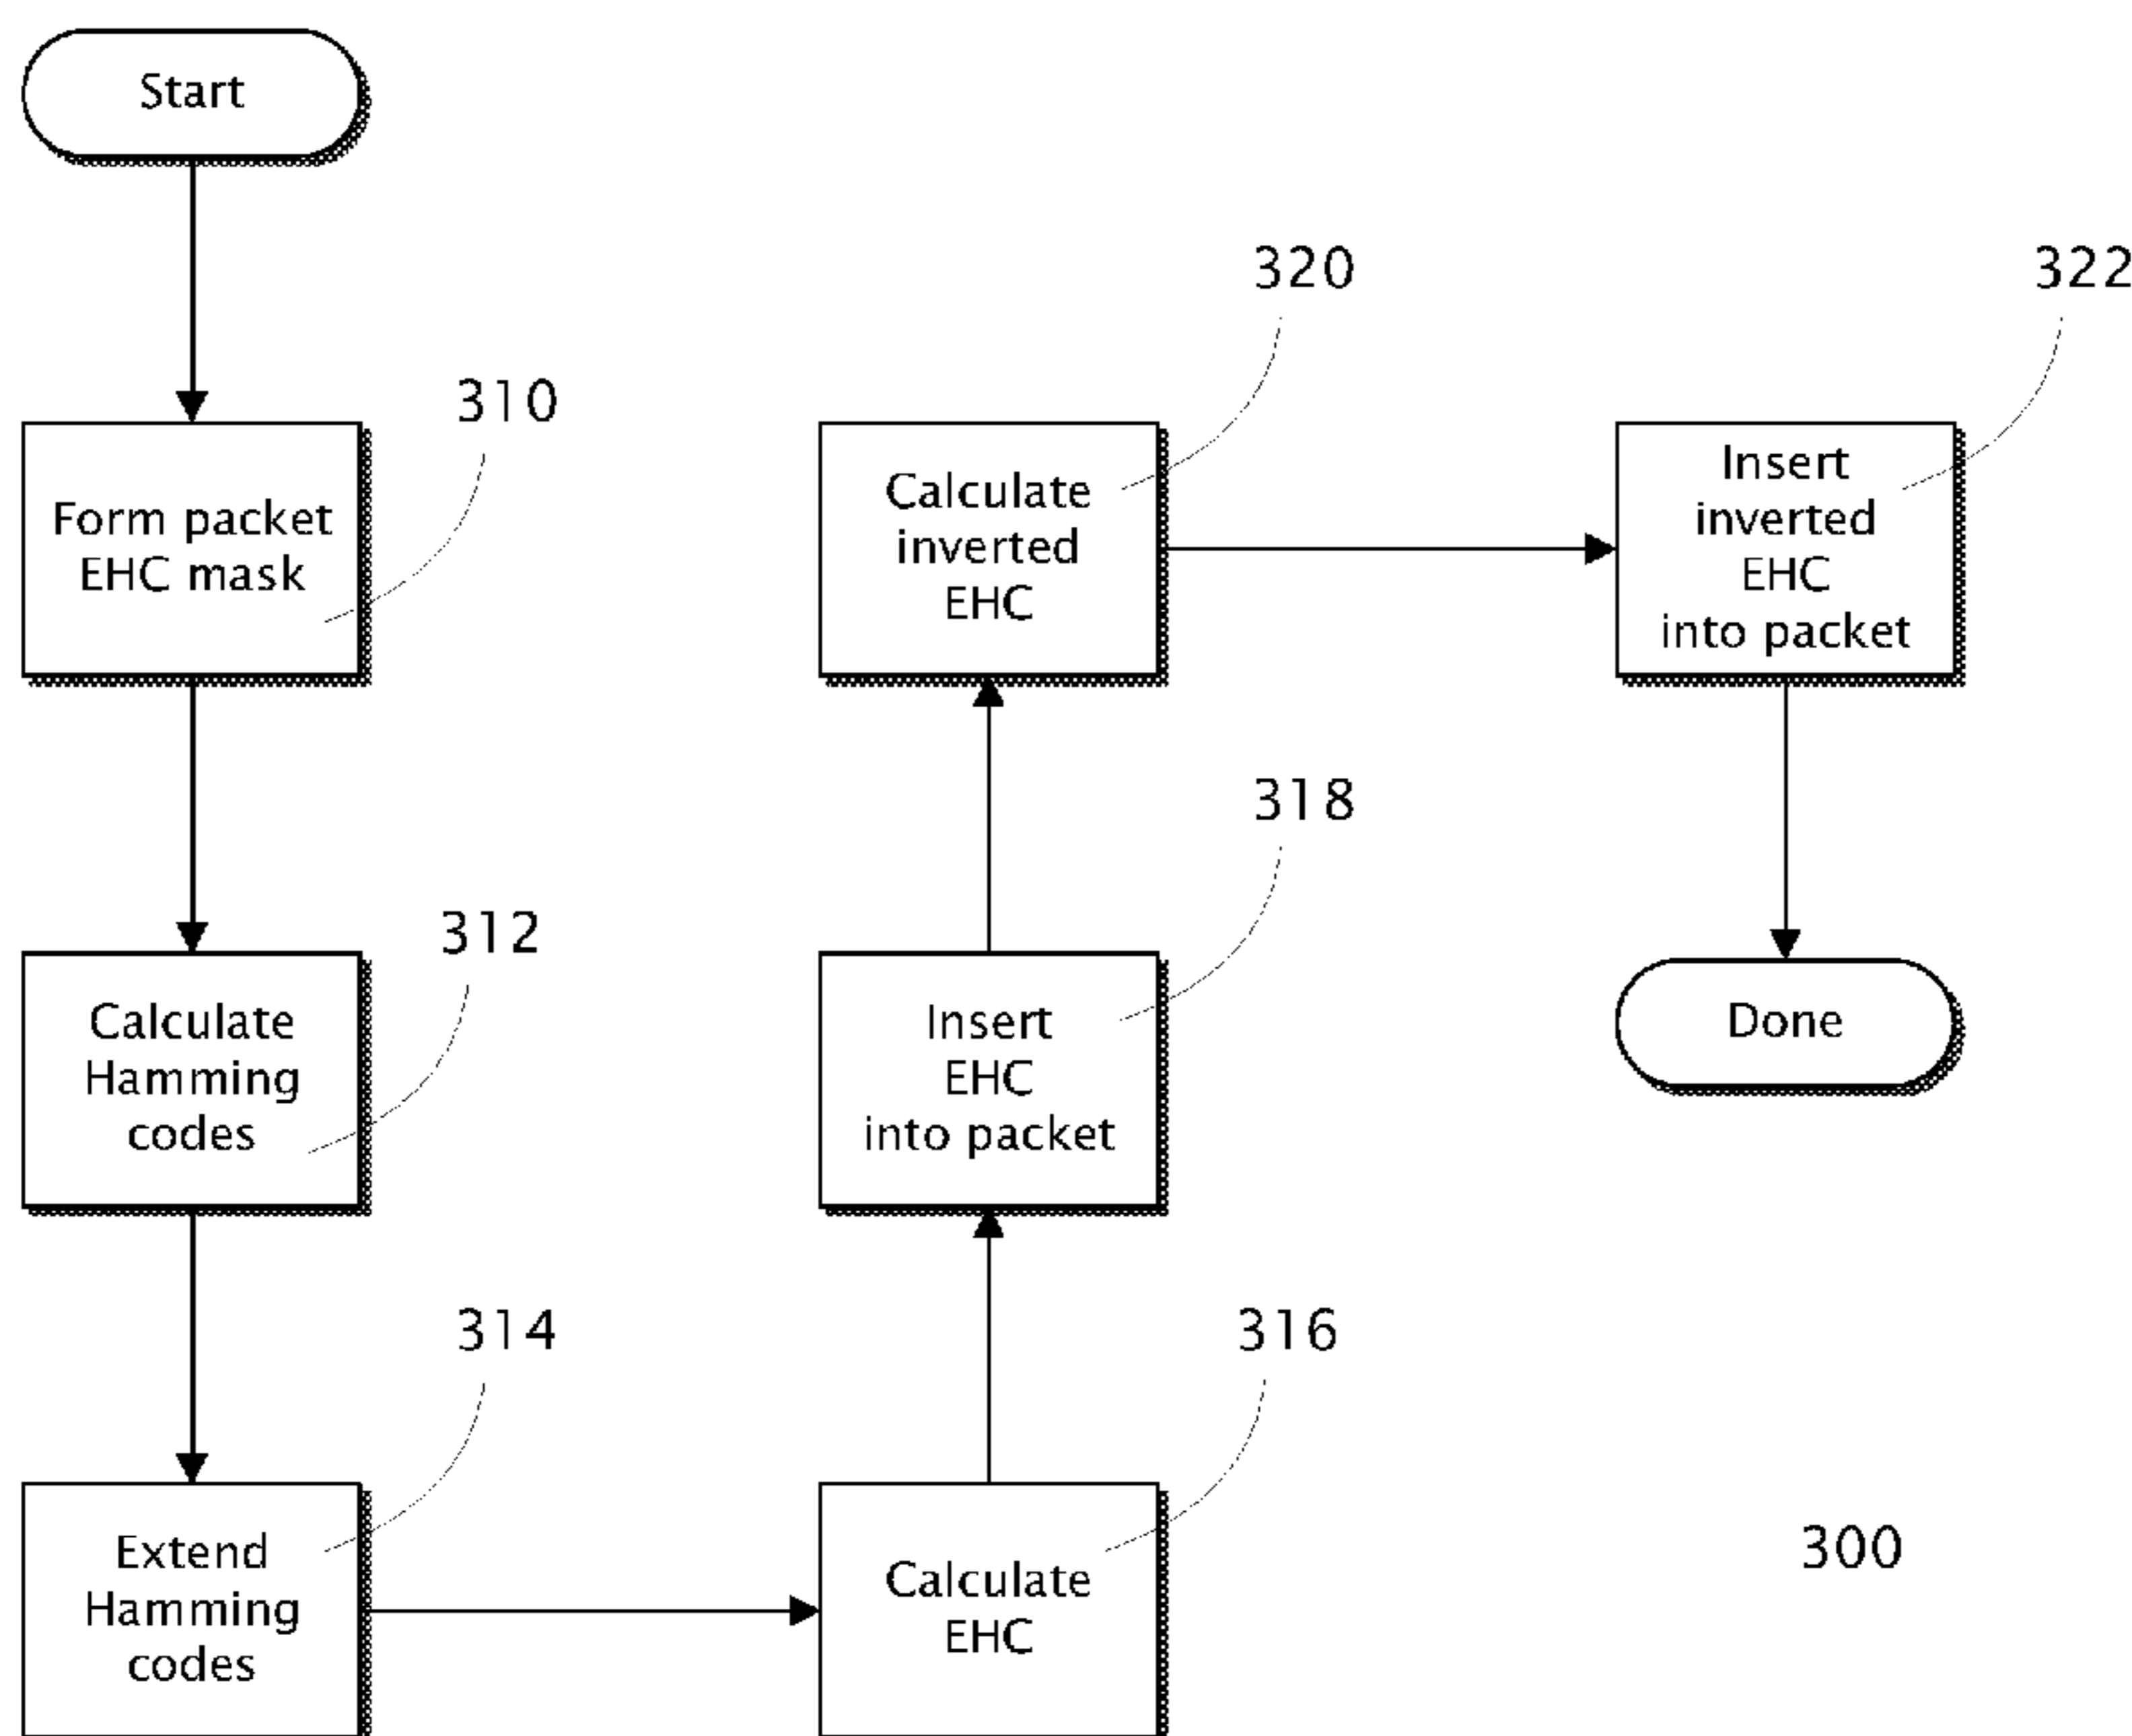 Start
310
Form packet
EHC mask
312
Calculate
Hamming
codes
314
Extend
Hamming
codes
316
Calculate
EHC
318
Insert
EHC
into packet
320
Calculate
inverted
EHC
322
Insert
inverted
EHC
into packet
Done
300